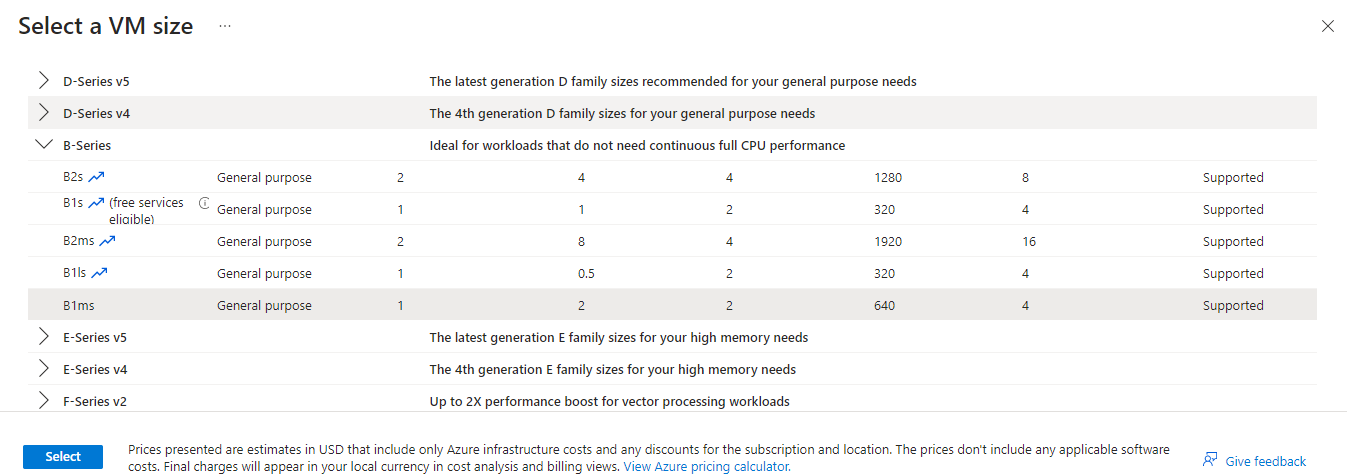 Select a VM size ...
D-Series v5 The latest generation D family sizes recommended for your general purpose needs
D-Series v4 The 4th generation D family sizes for your general purpose needs
B-Series Ideal for workloads that do not need continuous full CPU performance
B2s General purpose 2 4 4 1280 8 Supported
B1s (free services eligible) General purpose 1 1 2 320 4 Supported
B2ms General purpose 2 8 4 1920 16 Supported
B1ls General purpose 1 0.5 2 320 4 Supported
B1ms General purpose 1 2 2 640 4 Supported
E-Series v5 The latest generation E family sizes for your high memory needs
E-Series v4 The 4th generation E family sizes for your high memory needs
F-Series v2 Up to 2X performance boost for vector processing workloads
Select
Prices presented are estimates in USD that include only Azure infrastructure costs and any discounts for the subscription and location. The prices don't include any applicable software
costs. Final charges will appear in your local currency in cost analysis and billing views. View Azure pricing calculator.
Give feedback